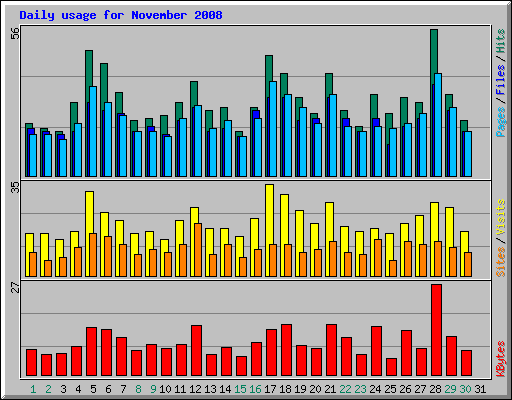 Daily usage for November 2008
56
Pages / Files / Hits
35
Sites / Visits
27
KBytes
1 2 3 4 5 6 7 8 9 10 11 12 13 14 15 16 17 18 19 20 21 22 23 24 25 26 27 28 29 30 31